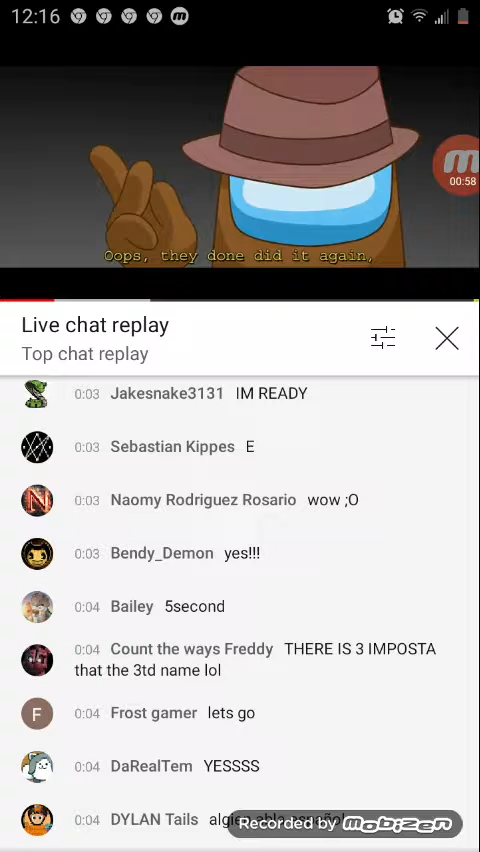 12:16
00:58
Oops, they done did it again,
Live chat replay
Top chat replay
0:03 Jakesnake3131 IM READY
0:03 Sebastian Kippes E
0:03 Naomy Rodriguez Rosario wow ;O
0:03 Bendy_Demon yes!!!
0:04 Bailey 5second
0:04 Count the ways Freddy THERE IS 3 IMPOSTA
that the 3td name lol
F 0:04 Frost gamer lets go
0:04 DaRealTem YESSSS
0:04 DYLAN Tails
Recorded by MOBIZEN